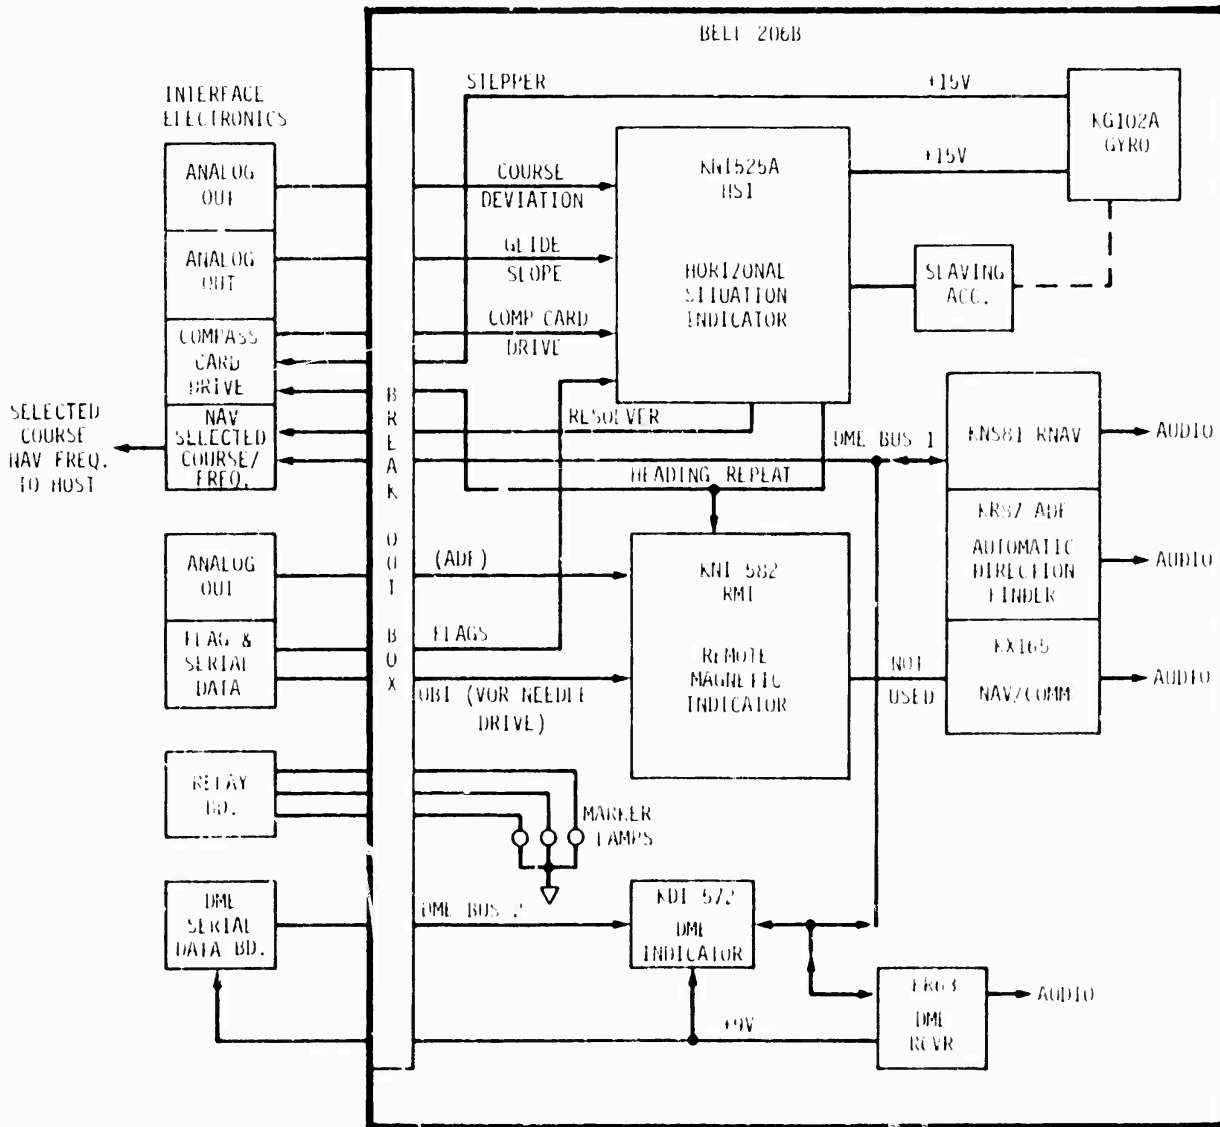 BELL 206B
INTERFACE
ELECTRONICS
ANALOG
OUT
ANALOG
OUT
COMPASS
CARD
DRIVE
NAV
SELECTED
COURSE/
FREQ.
SELECTED
COURSE
NAV FREQ.
TO HOST
ANALOG
OUT
FLAG &
SERIAL
DATA
RELAY
BD.
DME
SERIAL
DATA BD.
BREAK OUT BOX
STEPPER
+15V
+15V
KG102A
GYRO
COURSE
DEVIATION
GLIDE
SLOPE
COMP CARD
DRIVE
KNI525A
HSI
HORIZONAL
SITUATION
INDICATOR
SLAVING
ACC.
RESOLVER
DME BUS 1
HEADING REPEAT
KNS81 RNAV
AUDIO
KR87 ADF
AUTOMATIC
DIRECTION
FINDER
AUDIO
KX165
NAV/COMM
AUDIO
(ADF)
FLAGS
OBI (VOR NEEDLE
DRIVE)
KNI 582
RMI
REMOTE
MAGNETIC
INDICATOR
NOT
USED
MARKER
LAMPS
DME BUS 2
KDI 572
DME
INDICATOR
+9V
KR63
DME
RCVR
AUDIO